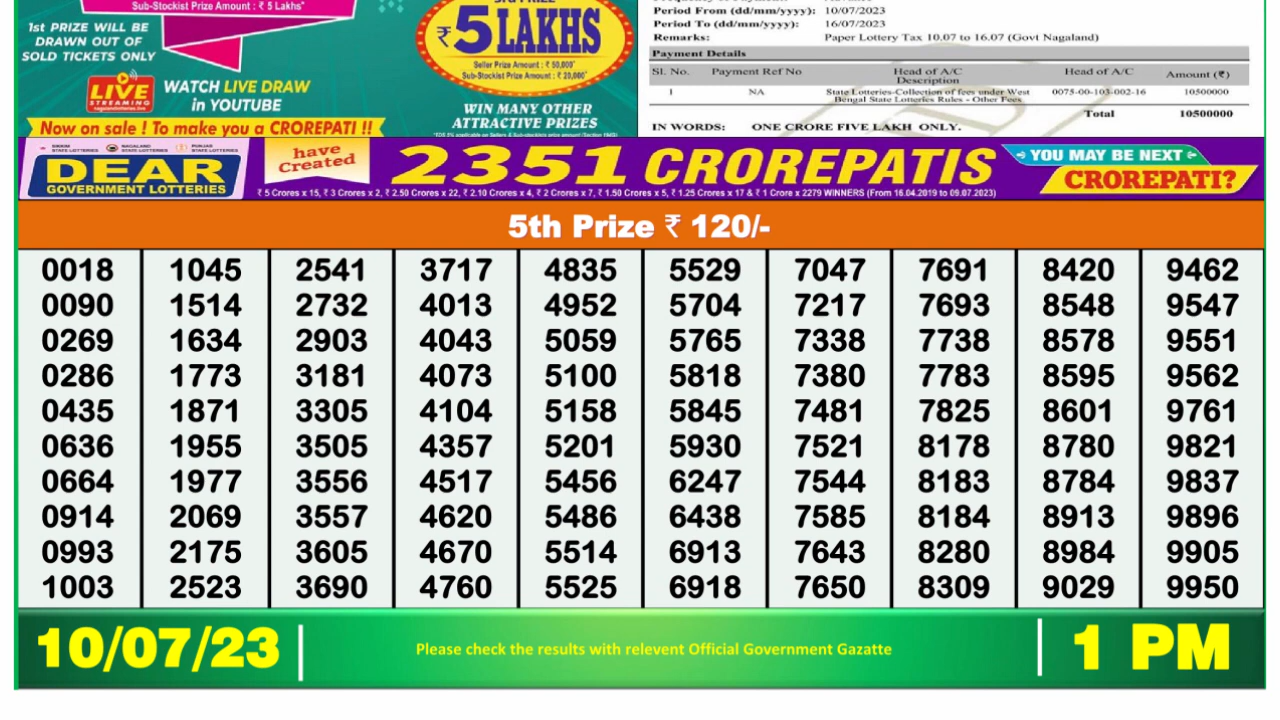 Sub-Stockist Prize Amount : ₹ 5 Lakhs*
1st PRIZE WILL BE
DRAWN OUT OF
SOLD TICKETS ONLY
LIVE
STREAMING
WATCH LIVE DRAW
in YOUTUBE
Now on sale ! To make you a CROREPATI !!
₹5 LAKHS
Seller Prize Amount : ₹ 50,000*
Sub-Stockist Prize Amount : ₹ 20,000*
WIN MANY OTHER
ATTRACTIVE PRIZES
Period From (dd/mm/yyyy): 10/07/2023
Period To (dd/mm/yyyy): 16/07/2023
Remarks: Paper Lottery Tax 10.07 to 16.07 (Govt Nagaland)
Payment Details
Sl. No. Payment Ref No Head of A/C Description Head of A/C Amount (₹)
1 NA State Lotteries-Collection of fees under West 0075-00-103-002-16 10500000
Bengal State Lotteries Rules - Other Fees
Total 10500000
IN WORDS: ONE CRORE FIVE LAKH ONLY.
SIKKIM STATE LOTTERIES NAGALAND STATE LOTTERIES PUNJAB STATE LOTTERIES
DEAR
GOVERNMENT LOTTERIES
have
Created
2351 CROREPATIS
YOU MAY BE NEXT
CROREPATI?
₹ 5 Crores x 15, ₹ 3 Crores x 2, ₹ 2.50 Crores x 22, ₹ 2.10 Crores x 4, ₹ 2 Crores x 7, ₹ 1.50 Crores x 5, ₹ 1.25 Crores x 17 & ₹ 1 Crore x 2279 WINNERS (From 16.04.2019 to 09.07.2023)
5th Prize ₹ 120/-
0018 1045 2541 3717 4835 5529 7047 7691 8420 9462
0090 1514 2732 4013 4952 5704 7217 7693 8548 9547
0269 1634 2903 4043 5059 5765 7338 7738 8578 9551
0286 1773 3181 4073 5100 5818 7380 7783 8595 9562
0435 1871 3305 4104 5158 5845 7481 7825 8601 9761
0636 1955 3505 4357 5201 5930 7521 8178 8780 9821
0664 1977 3556 4517 5456 6247 7544 8183 8784 9837
0914 2069 3557 4620 5486 6438 7585 8184 8913 9896
0993 2175 3605 4670 5514 6913 7643 8280 8984 9905
1003 2523 3690 4760 5525 6918 7650 8309 9029 9950
10/07/23
Please check the results with relevent Official Government Gazatte
1 PM